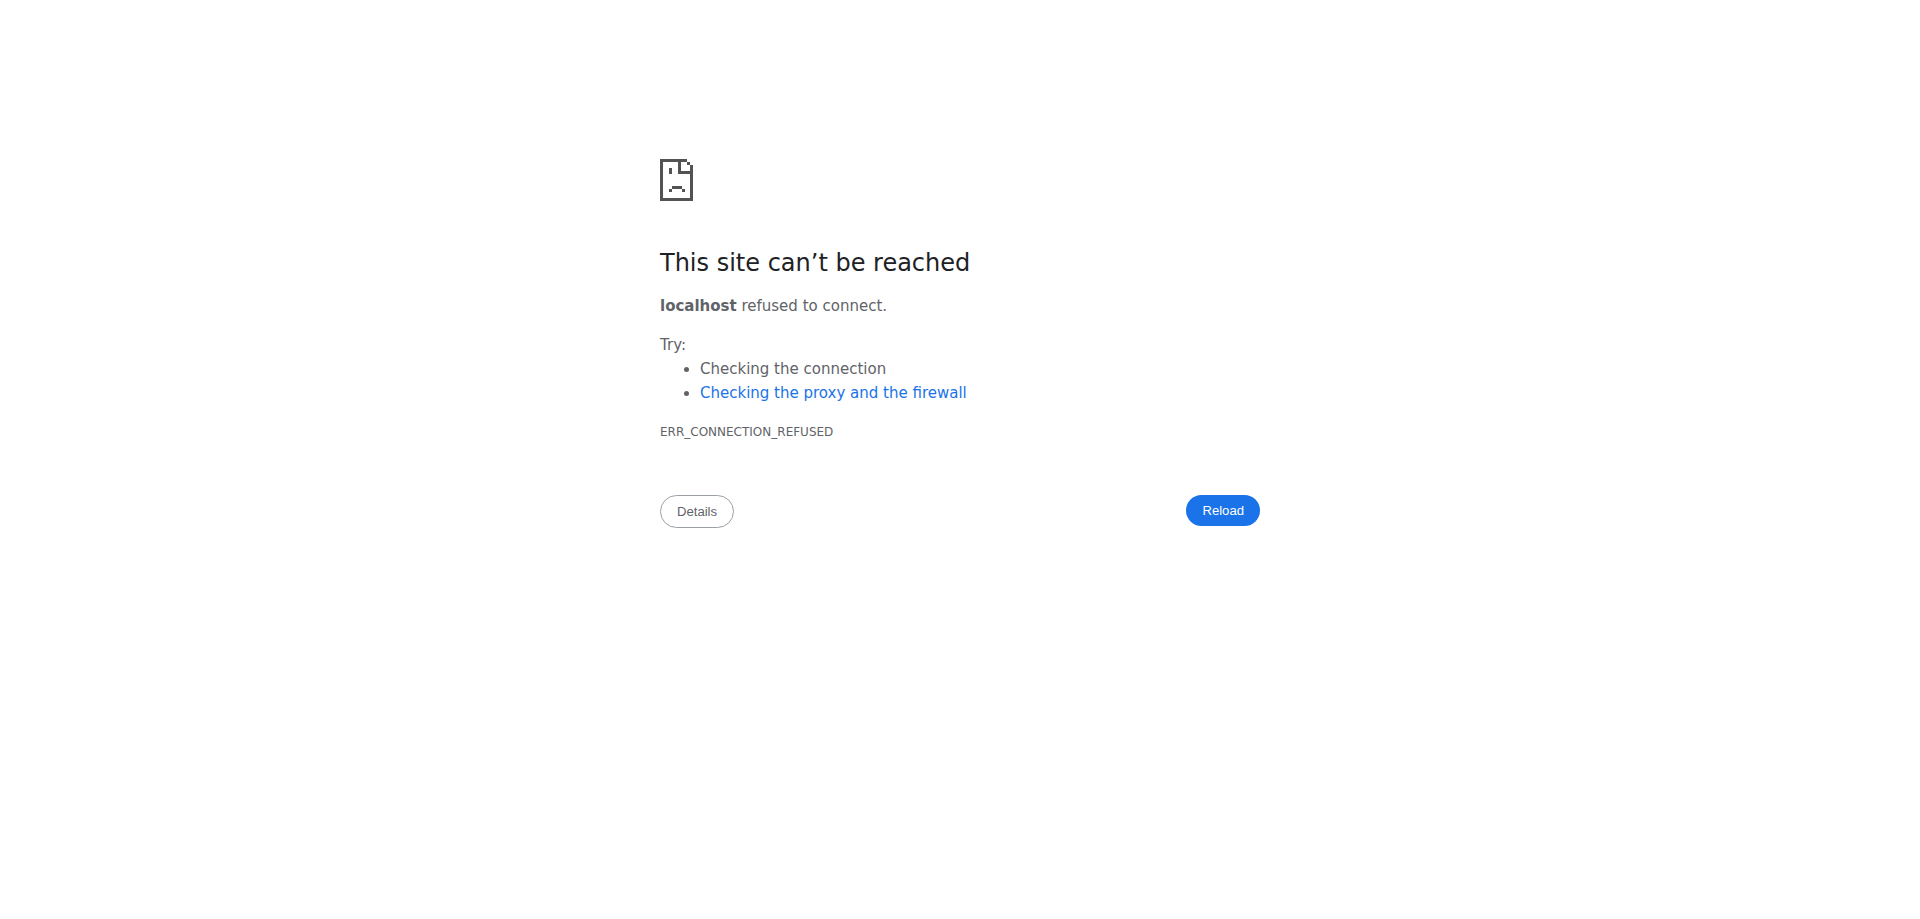 This site can’t be reached
localhost refused to connect.
Try:
Checking the connection
Checking the proxy and the firewall
ERR_CONNECTION_REFUSED
Details
Reload